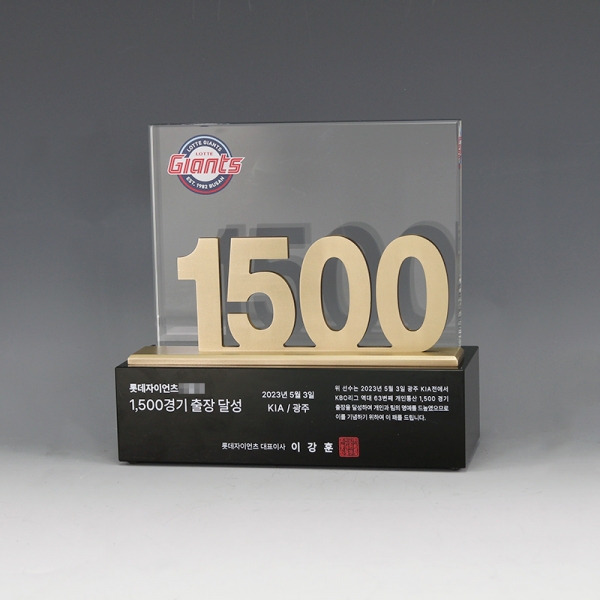 LOTTE GIANTS
LOTTE
Giants
EST. 1982 BUSAN
1500
롯데자이언츠
1,500경기 출장 달성
2023년 5월 3일
KIA / 광주
위 선수는 2023년 5월 3일 광주 KIA전에서
KBO리그 역대 63번째 개인통산 1,500 경기
출장을 달성하여 개인과 팀의 명예를 드높였으므로
이를 기념하기 위하여 이 패를 드립니다.
롯데자이언츠 대표이사 이 강 훈